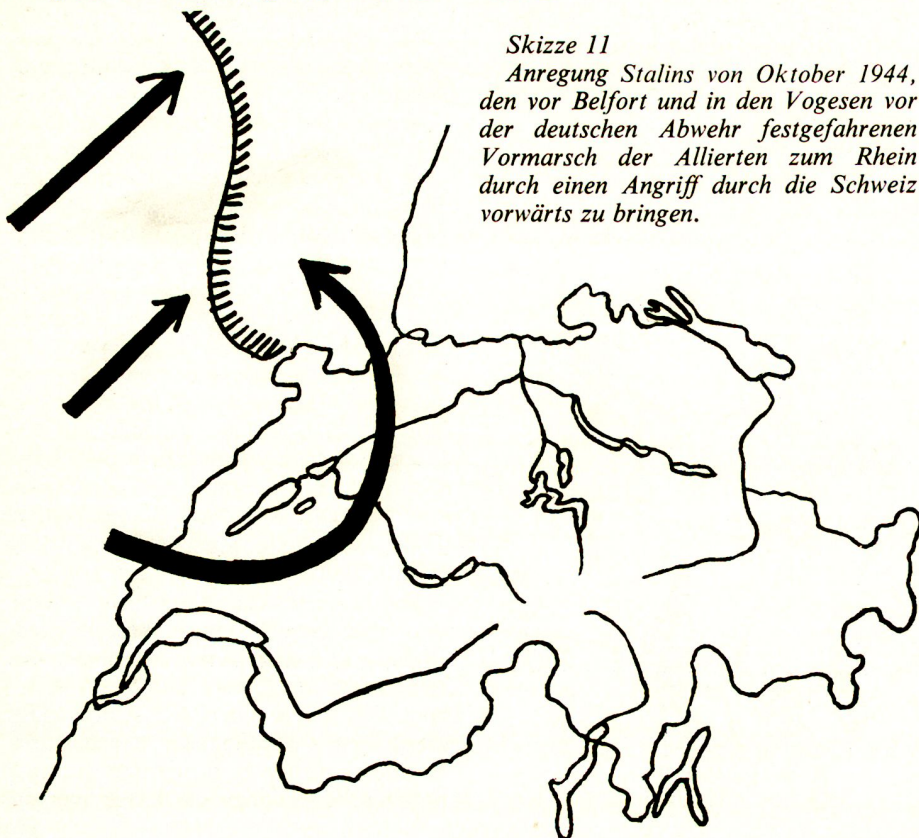 Skizze 11
Anregung Stalins von Oktober 1944,
den vor Belfort und in den Vogesen vor
der deutschen Abwehr festgefahrenen
Vormarsch der Allierten zum Rhein
durch einen Angriff durch die Schweiz
vorwärts zu bringen.